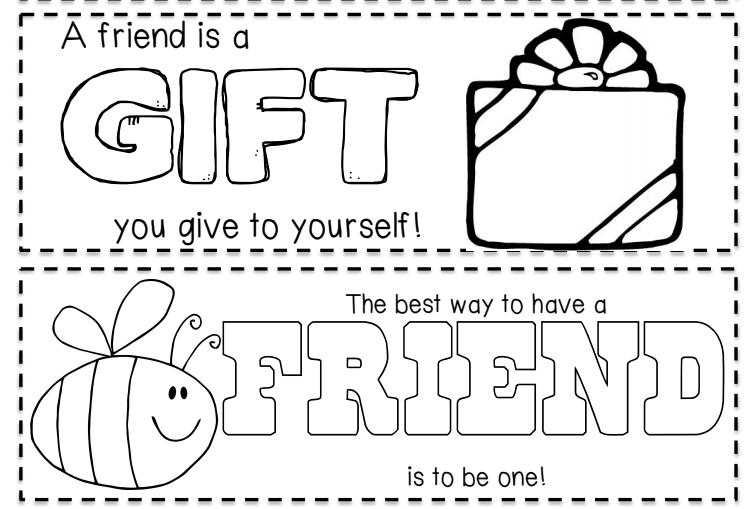 A friend is a
GIFT
you give to yourself!
The best way to have a
FRIEND
is to be one!